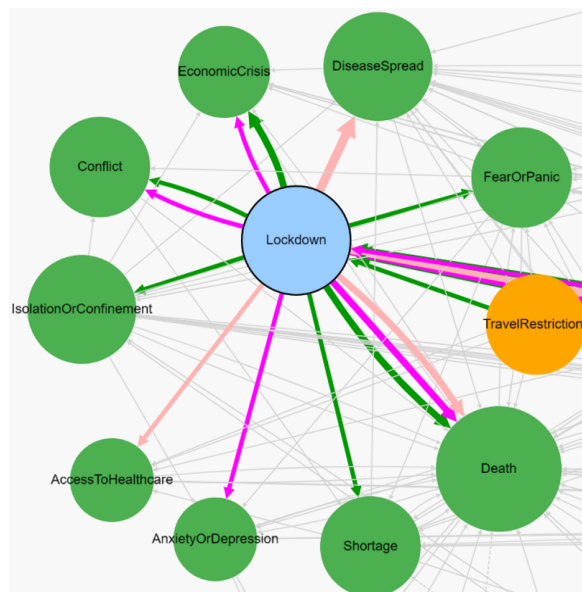 DiseaseSpread
EconomicCrisis
Conflict
FearOrPanic
Lockdown
IsolationOrConfinement
TravelRestriction
AccessToHealthcare
Death
AnxietyOrDepression
Shortage